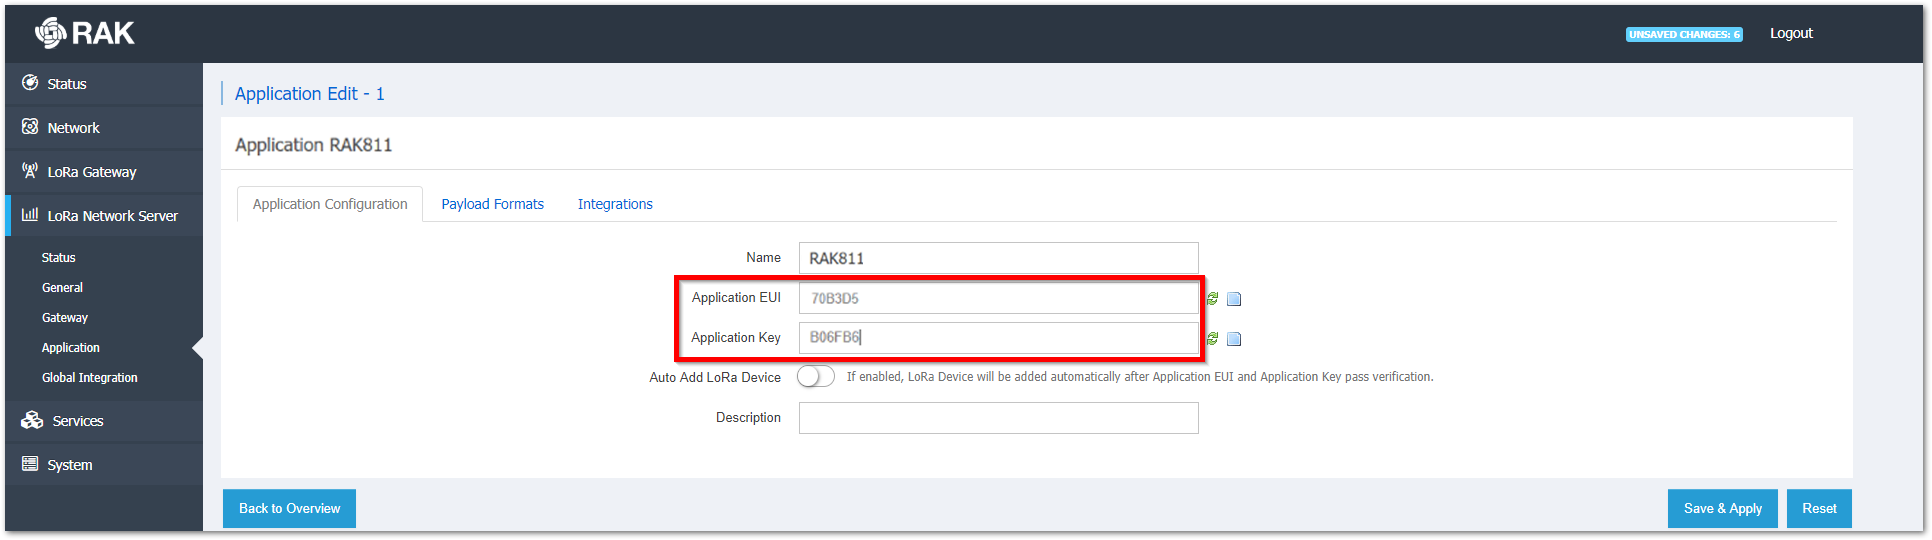 RAK
UNSAVED CHANGES: 6
Logout
Status
Network
LoRa Gateway
LoRa Network Server
Status
General
Gateway
Application
Global Integration
Services
System
Application Edit - 1
Application RAK811
Application Configuration
Payload Formats
Integrations
Name
RAK811
Application EUI
70B3D5
Application Key
B06FB6
Auto Add LoRa Device
If enabled, LoRa Device will be added automatically after Application EUI and Application Key pass verification.
Description
Back to Overview
Save & Apply
Reset